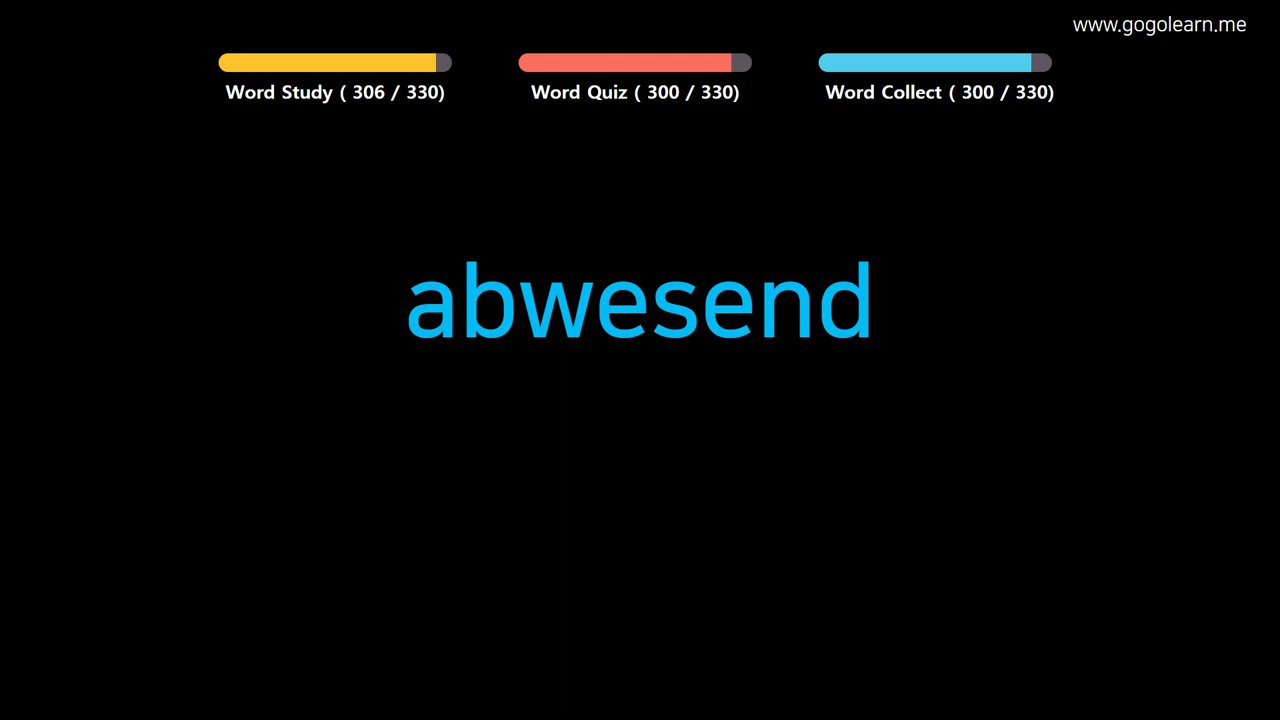 www.gogolearn.me
Word Study ( 306 / 330)
Word Quiz ( 300 / 330)
Word Collect ( 300 / 330)
abwesend